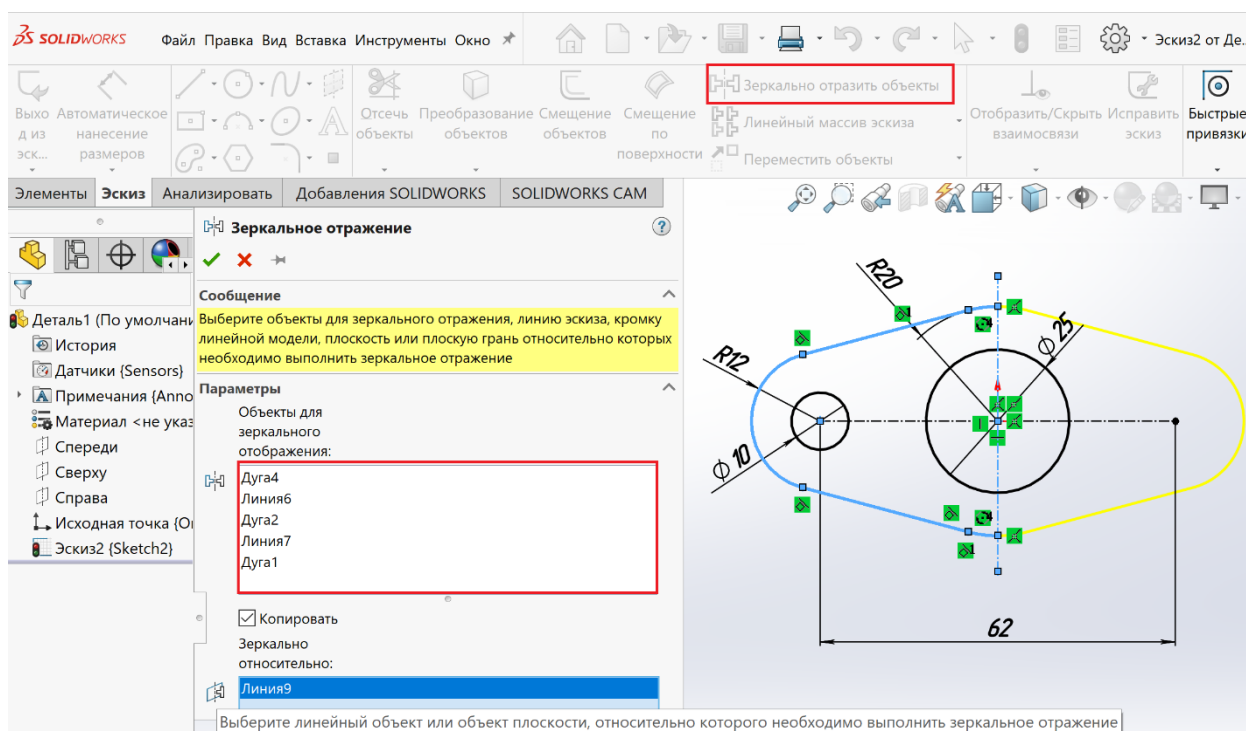 SOLIDWORKS Файл Правка Вид Вставка Инструменты Окно Эскиз2 от Де...
Зеркально отразить объекты
Выхо Автоматическое Отсечь Преобразование Смещение Смещение Линейный массив эскиза Отобразить/Скрыть Исправить Быстрые
д из нанесение объекты объектов объектов по взаимосвязи эскиз привязки
эск... размеров поверхности Переместить объекты
Элементы Эскиз Анализировать Добавления SOLIDWORKS SOLIDWORKS CAM
Зеркальное отражение
Сообщение
Выберите объекты для зеркального отражения, линию эскиза, кромку
линейной модели, плоскость или плоскую грань относительно которых
необходимо выполнить зеркальное отражение
Параметры
Объекты для
зеркального
отображения:
Дуга4
Линия6
Дуга2
Линия7
Дуга1
Копировать
Зеркально
относительно:
Линия9
Выберите линейный объект или объект плоскости, относительно которого необходимо выполнить зеркальное отражение
Деталь1 (По умолчани
История
Датчики {Sensors}
Примечания {Anno
Материал <не указ
Спереди
Сверху
Справа
Исходная точка {Or
Эскиз2 {Sketch2}
R20
∅25
R12
∅10
62